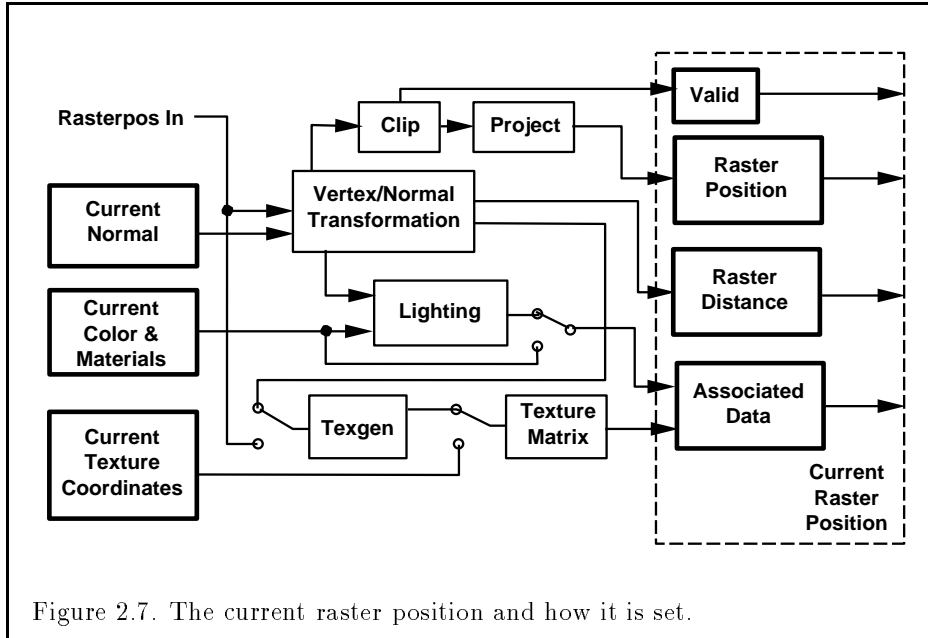 Rasterpos In
Current
Normal
Current
Color &
Materials
Current
Texture
Coordinates
Clip
Project
Vertex/Normal
Transformation
Lighting
Texgen
Texture
Matrix
Valid
Raster
Position
Raster
Distance
Associated
Data
Current
Raster
Position
Figure 2.7. The current raster position and how it is set.